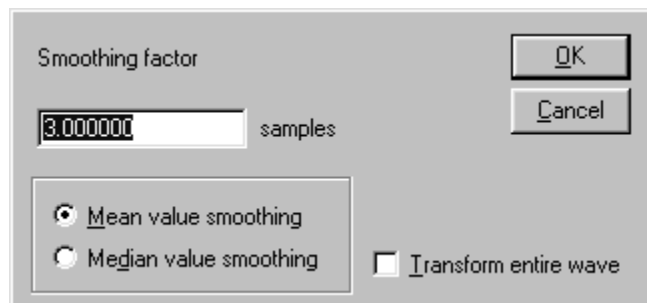 Smoothing factor
OK
3.000000 samples
Cancel
Mean value smoothing
Median value smoothing
Transform entire wave